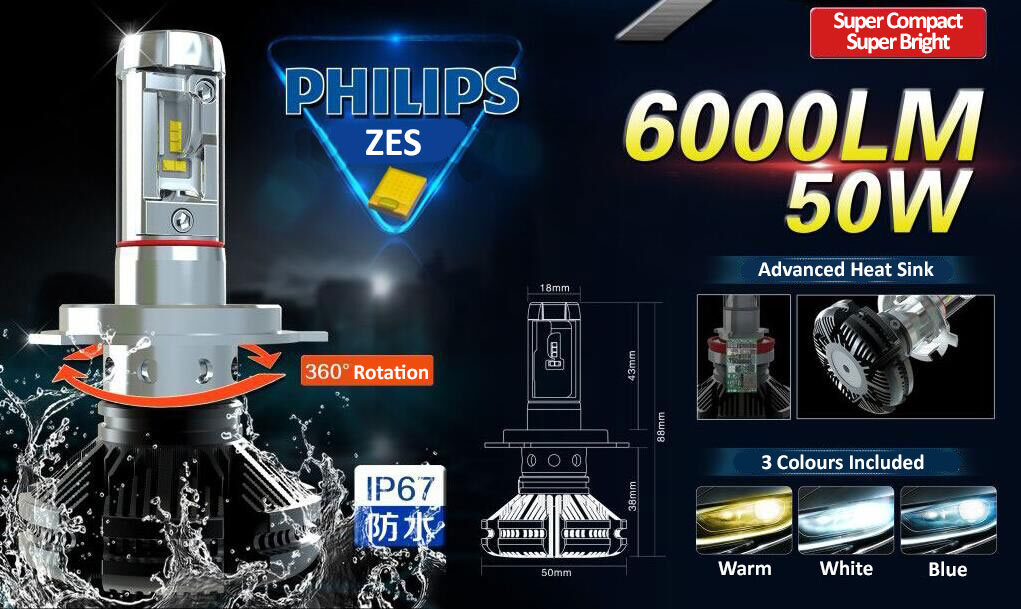 Super Compact
Super Bright
PHILIPS
ZES
6000LM
50W
Advanced Heat Sink
18mm
43mm
88mm
38mm
50mm
360° Rotation
IP67
防水
3 Colours Included
Warm
White
Blue